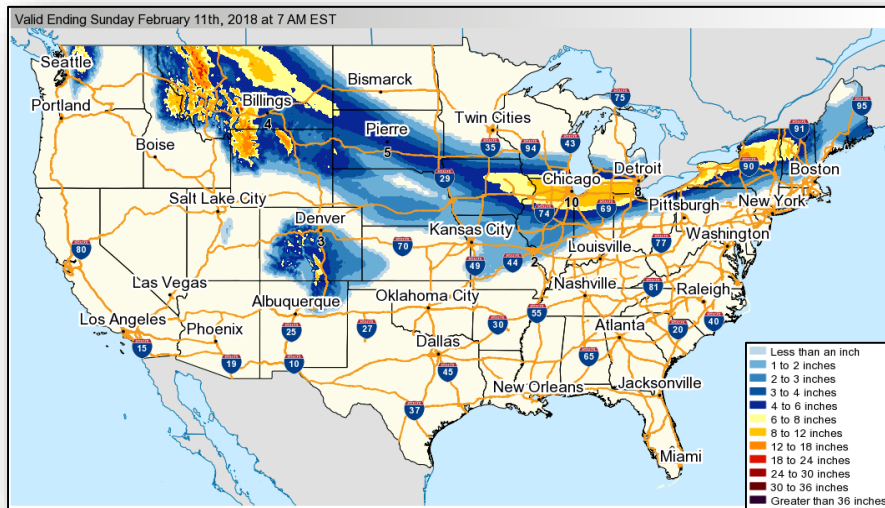 Valid Ending Sunday February 11th, 2018 at 7 AM EST
Seattle
Portland
Boise
Billings
4
Bismarck
Pierre
5
Twin Cities
35
94
43
75
95
91
90
Boston
Detroit
8
Chicago
10
29
74
69
Pittsburgh
1
New York
Washington
Salt Lake City
Denver
3
Kansas City
70
49
44
2
Louisville
77
80
Las Vegas
Los Angeles
Phoenix
Albuquerque
Oklahoma City
Nashville
81
Raleigh
15
19
25
10
27
30
55
65
Atlanta
20
40
Dallas
45
37
New Orleans
Jacksonville
Miami
Less than an inch
1 to 2 inches
2 to 3 inches
3 to 4 inches
4 to 6 inches
6 to 8 inches
8 to 12 inches
12 to 18 inches
18 to 24 inches
24 to 30 inches
30 to 36 inches
Greater than 36 inches